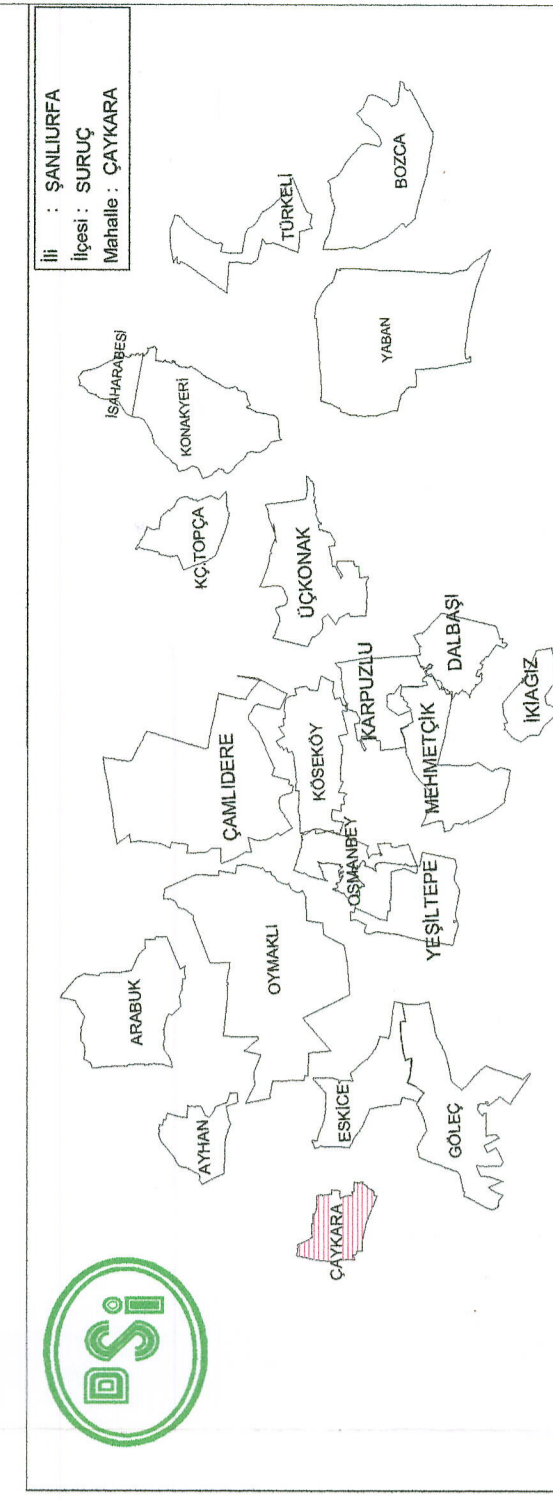 DSİ
İli : ŞANLIURFA
İlçesi : SURUÇ
Mahalle : ÇAYKARA
İSAHARABESİ
KONAKYERİ
TÜRKELİ
BOZCA
YABAN
KÇ.TOPÇA
ÜÇKONAK
ÇAMLIDERE
KÖSEKÖY
KARPUZLU
DALBAŞI
MEHMETÇİK
İKİAĞIZ
OSMANBEY
YEŞİLTEPE
OYMAKLI
ARABUK
AYHAN
ESKİCE
GÖLEÇ
ÇAYKARA